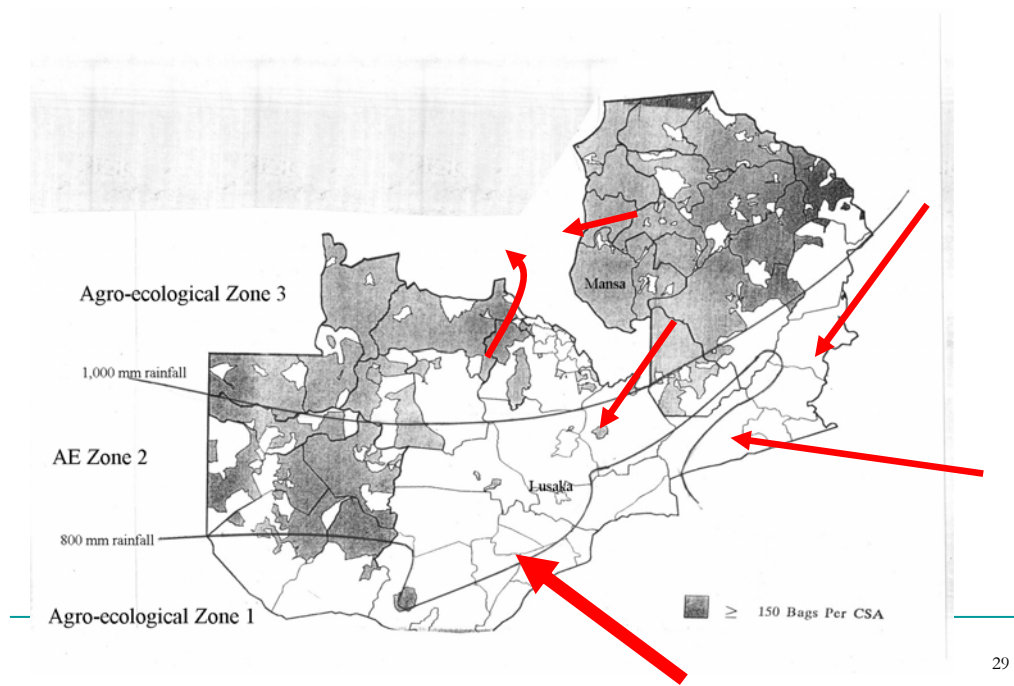 Mansa
Agro-ecological Zone 3
1,000 mm rainfall
AE Zone 2
Lusaka
800 mm rainfall
Agro-ecological Zone 1
≥ 150 Bags Per CSA
29